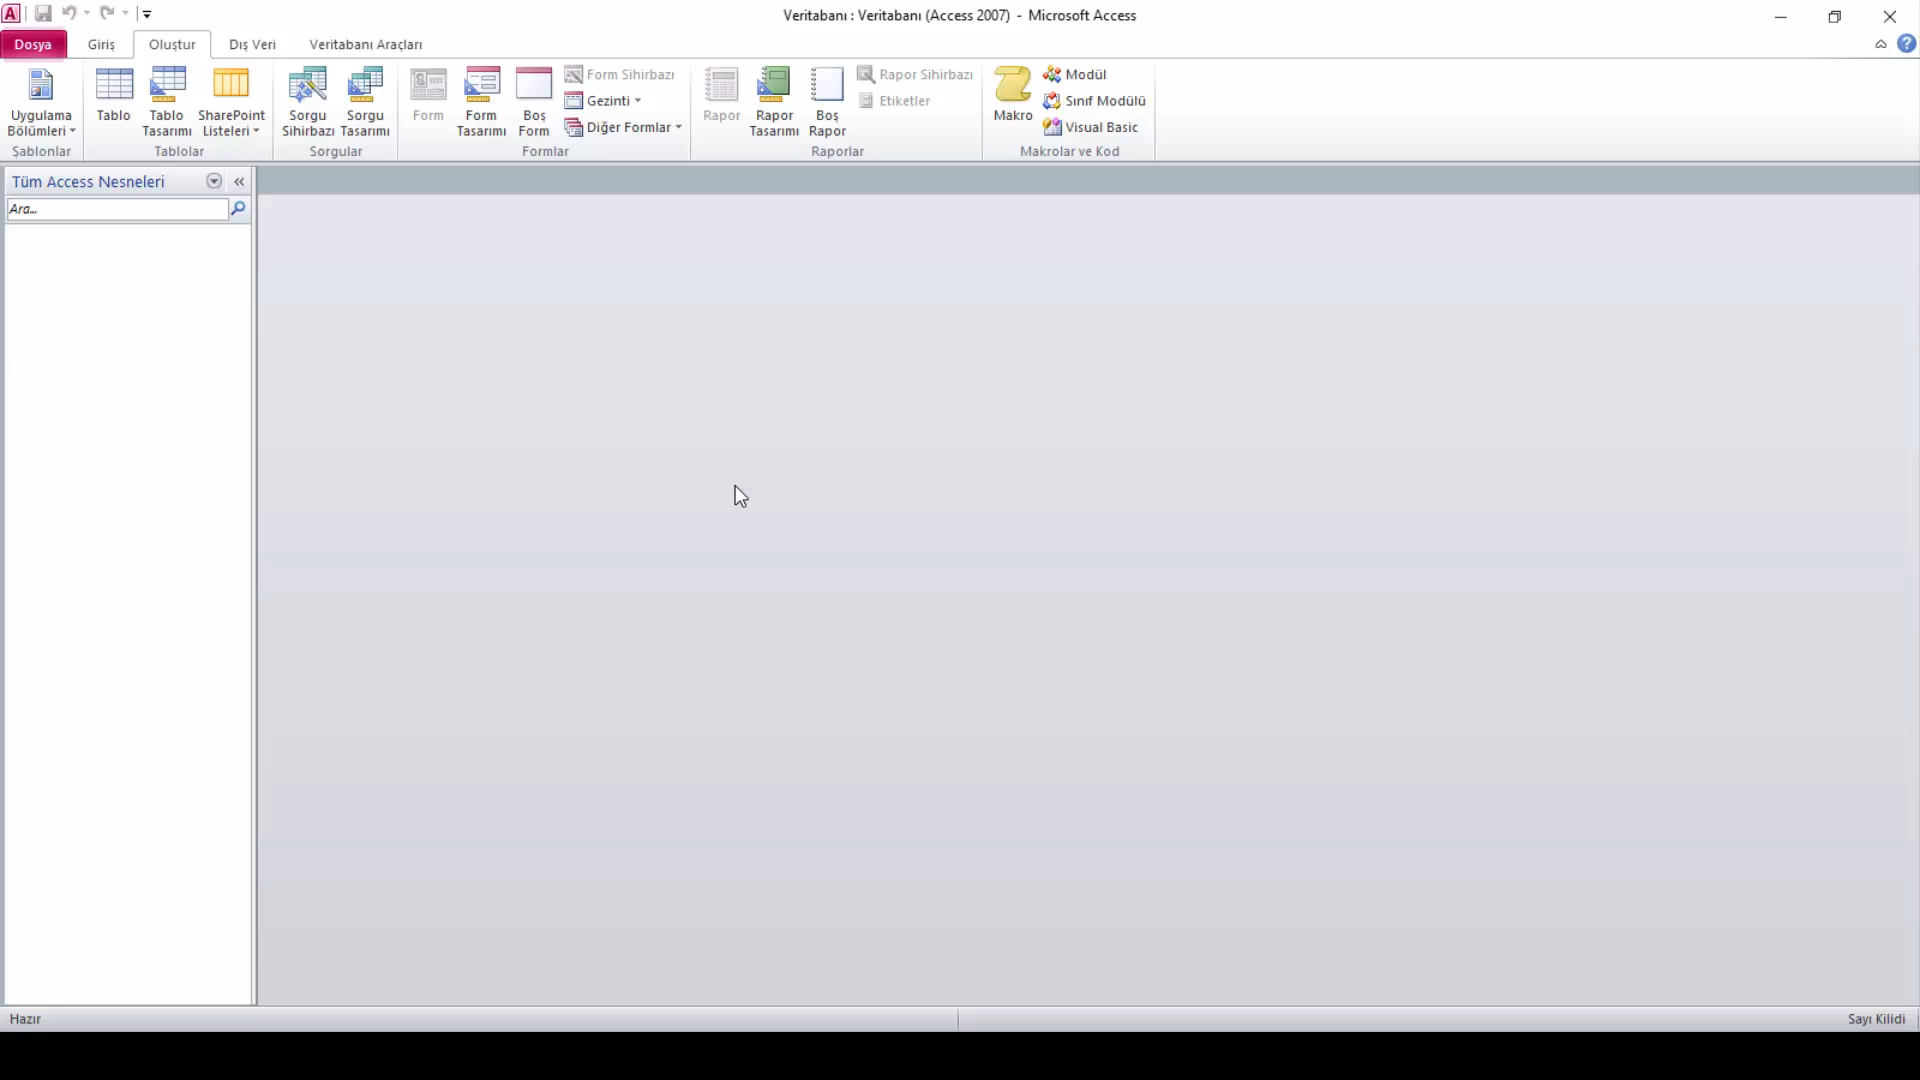 Veritabanı : Veritabanı (Access 2007) - Microsoft Access
Dosya Giriş Oluştur Dış Veri Veritabanı Araçları
Uygulama Bölümleri
Tablo
Tablo Tasarımı
SharePoint Listeleri
Sorgu Sihirbazı
Sorgu Tasarımı
Form
Form Tasarımı
Boş Form
Form Sihirbazı
Gezinti
Diğer Formlar
Rapor
Rapor Tasarımı
Boş Rapor
Rapor Sihirbazı
Etiketler
Makro
Modül
Sınıf Modülü
Visual Basic
Şablonlar Tablolar Sorgular Formlar Raporlar Makrolar ve Kod
Tüm Access Nesneleri
Ara...
Hazır Sayı Kilidi